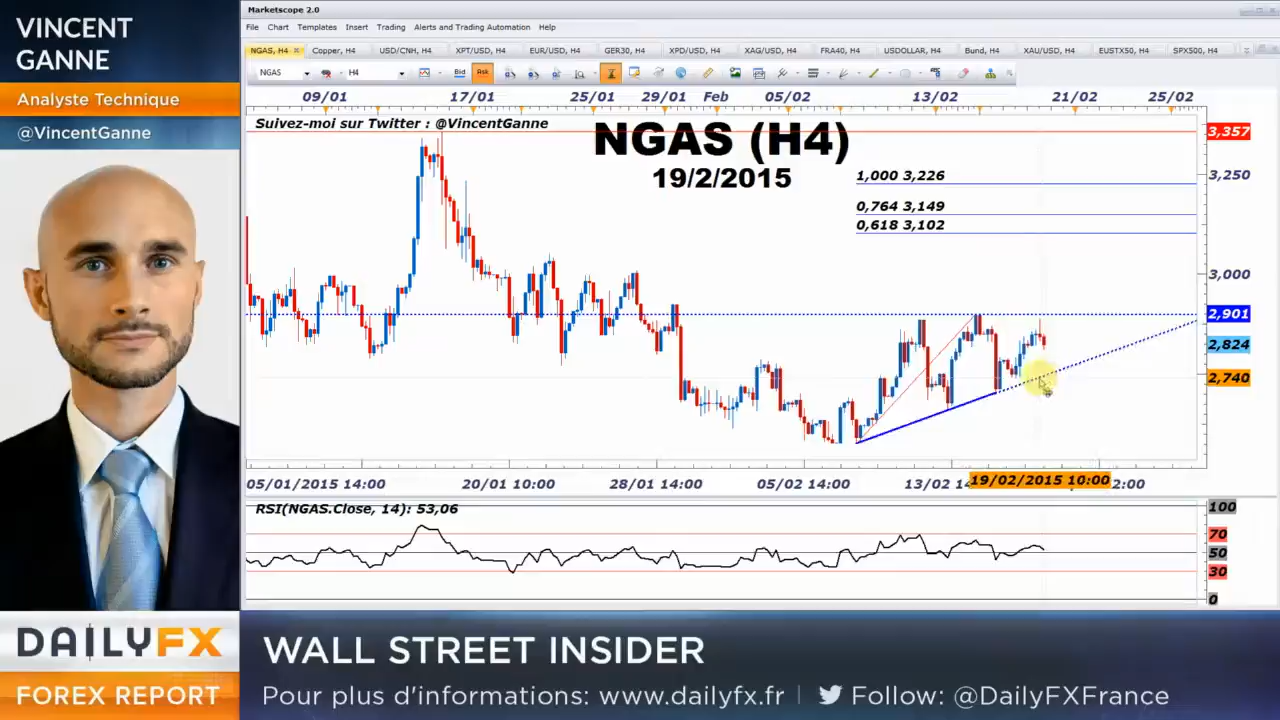 VINCENT
GANNE
Analyste Technique
@VincentGanne
DAILYFX
FOREX REPORT
Marketscope 2.0
File Chart Templates Insert Trading Alerts and Trading Automation Help
NGAS, H4 Copper, H4 USD/CNH, H4 XPT/USD, H4 EUR/USD, H4 GER30, H4 XPD/USD, H4 XAG/USD, H4 FRA40, H4 USDOLLAR, H4 Bund, H4 XAU/USD, H4 EUSTX50, H4 SPX500, H4
NGAS H4 Bid Ask
09/01 17/01 25/01 29/01 Feb 05/02 13/02 21/02 25/02
Suivez-moi sur Twitter : @VincentGanne
NGAS (H4)
19/2/2015
1,000 3,226
0,764 3,149
0,618 3,102
3,357
3,250
3,000
2,901
2,824
2,740
05/01/2015 14:00 20/01 10:00 28/01 14:00 05/02 14:00 13/02 14 19/02/2015 10:00 2:00
RSI(NGAS.Close, 14): 53,06
100
70
50
30
0
WALL STREET INSIDER
Pour plus d'informations: www.dailyfx.fr | Follow: @DailyFXFrance